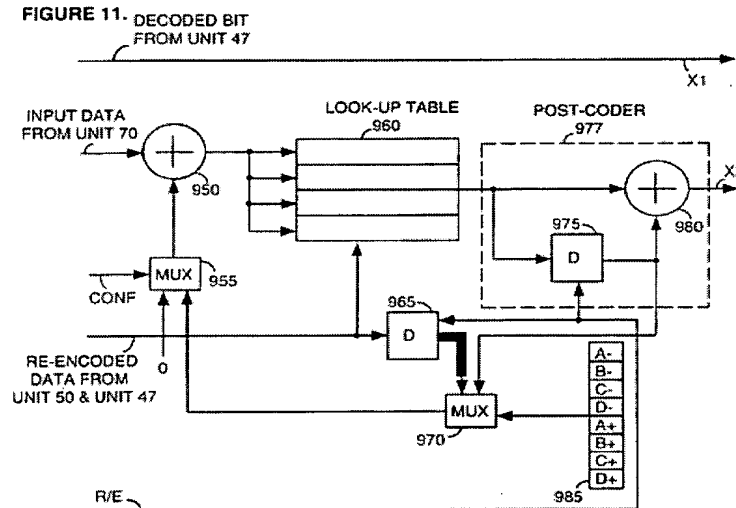 FIGURE 11.
DECODED BIT
FROM UNIT 47
X1
INPUT DATA
FROM UNIT 70
950
LOOK-UP TABLE
960
POST-CODER
977
X
980
975
D
MUX
955
CONF
0
965
D
RE-ENCODED
DATA FROM
UNIT 50 & UNIT 47
MUX
970
A-
B-
C-
D-
A+
B+
C+
D+
985
R/E